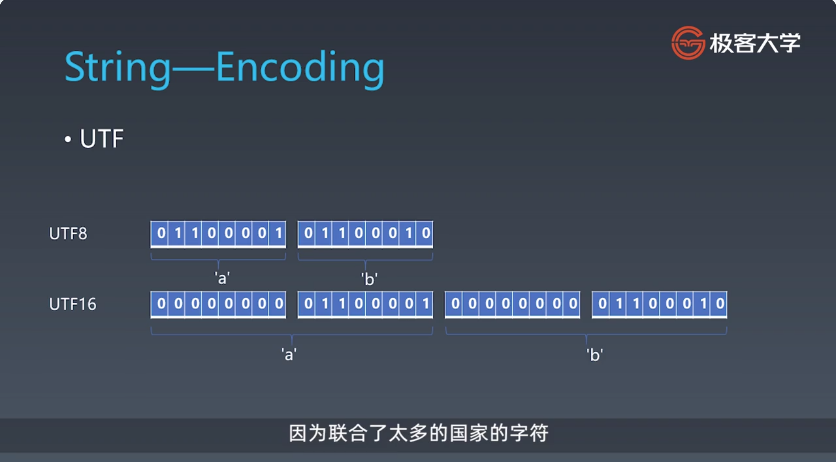 极客大学
String—Encoding
• UTF
UTF8 0 1 1 0 0 0 0 1 0 1 1 0 0 0 1 0
'a' 'b'
UTF16 0 0 0 0 0 0 0 0 0 1 1 0 0 0 0 1 0 0 0 0 0 0 0 0 0 1 1 0 0 0 1 0
'a' 'b'
因为联合了太多的国家的字符